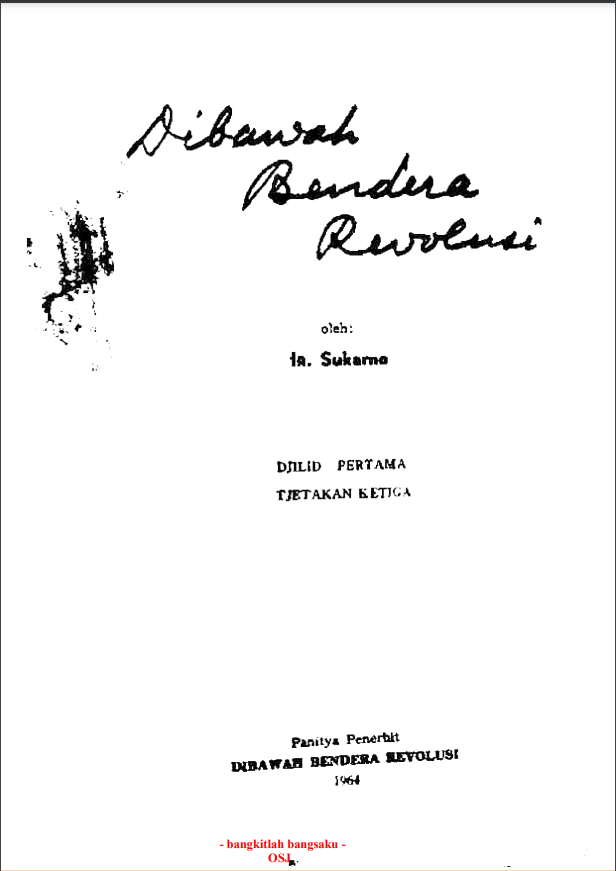 Dibawah
Bendera
Revolusi
oleh:
Ir. Sukarno
DJILID PERTAMA
TJETAKAN KETIGA
Panitya Penerbit
DIBAWAH BENDERA REVOLUSI
1964
- bangkitlah bangsaku -
OSI